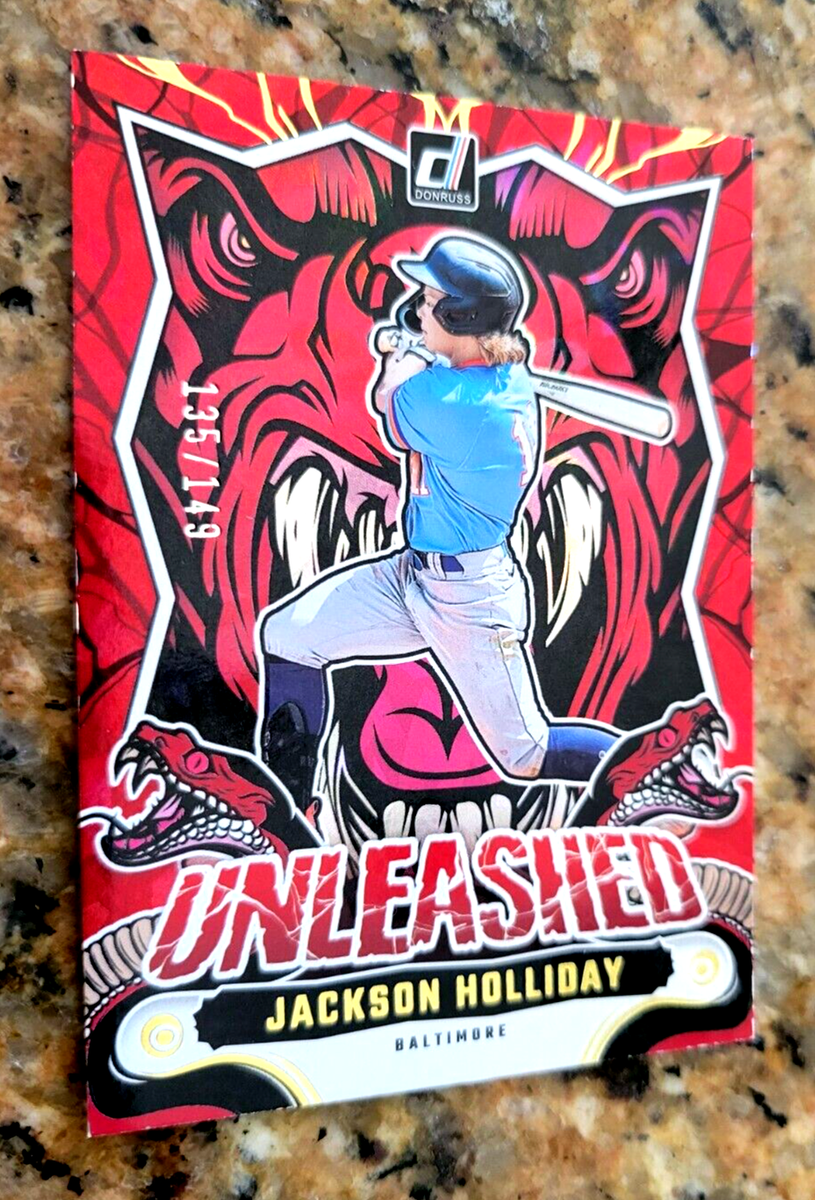 DONRUSS
135/149
UNLEASHED
JACKSON HOLLIDAY
BALTIMORE